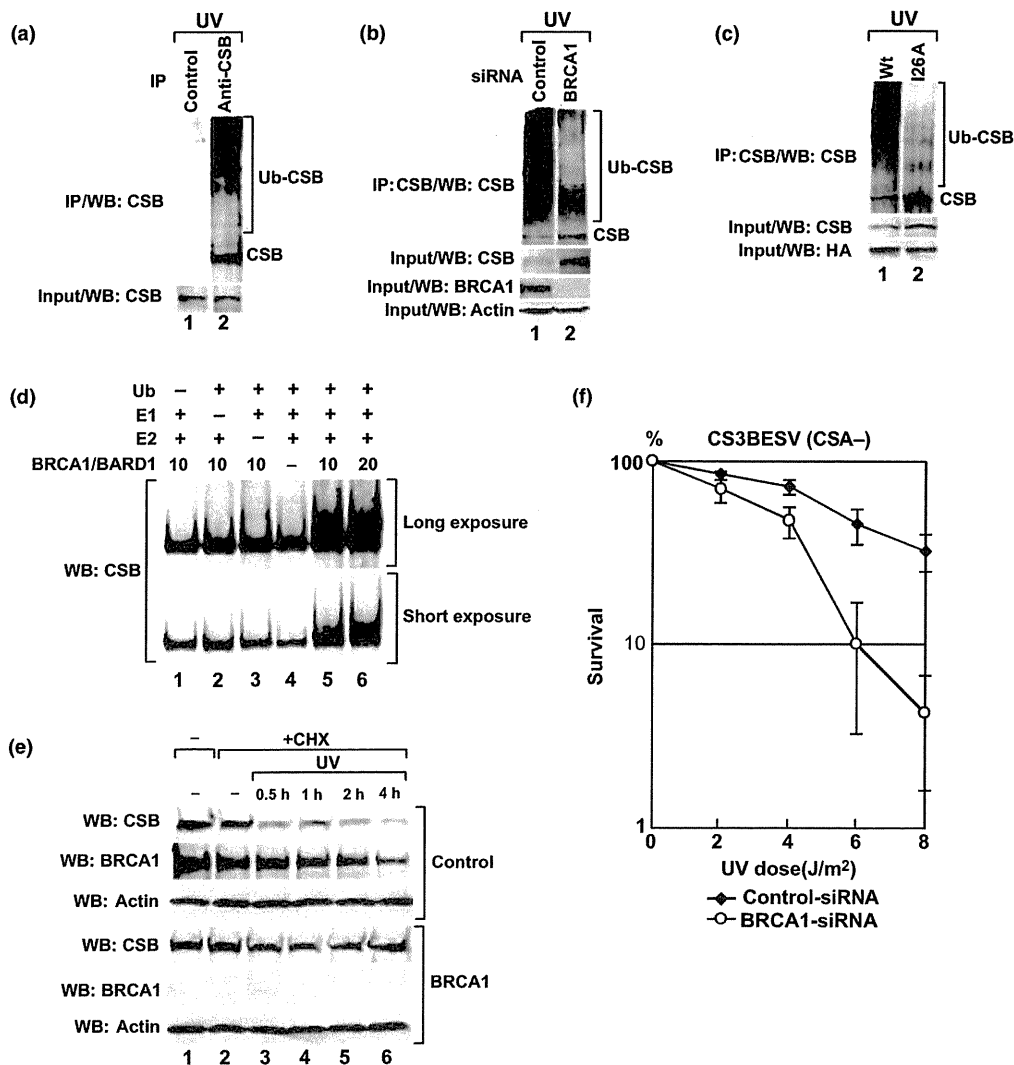 (a)
UV
IP
Control
Anti-CSB
IP/WB: CSB
Ub-CSB
CSB
Input/WB: CSB
1 2
(b)
UV
siRNA
Control
BRCA1
IP:CSB/WB: CSB
Ub-CSB
CSB
Input/WB: CSB
Input/WB: BRCA1
Input/WB: Actin
1 2
(c)
UV
Wt
I26A
IP:CSB/WB: CSB
Ub-CSB
CSB
Input/WB: CSB
Input/WB: HA
1 2
(d)
Ub – + + + + +
E1 + – + + + +
E2 + + – + + +
BRCA1/BARD1 10 10 10 – 10 20
WB: CSB
Long exposure
Short exposure
1 2 3 4 5 6
(e)
– +CHX
UV
– – 0.5 h 1 h 2 h 4 h
WB: CSB
WB: BRCA1
Control
WB: Actin
WB: CSB
WB: BRCA1
BRCA1
WB: Actin
1 2 3 4 5 6
(f)
% CS3BESV (CSA–)
100
10
1
Survival
0 2 4 6 8
UV dose(J/m²)
Control-siRNA
BRCA1-siRNA